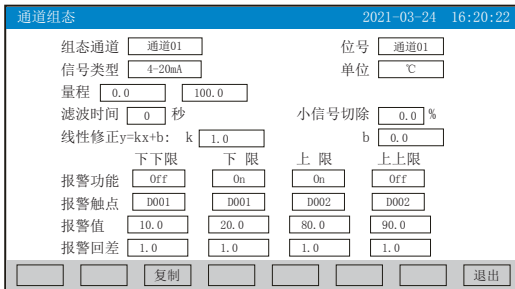 通道组态 2021-03-24 16:20:22
组态通道 通道01 位号 通道01
信号类型 4-20mA 单位 ℃
量程 0.0 100.0
滤波时间 0 秒 小信号切除 0.0 %
线性修正y=kx+b: k 1.0 b 0.0
下下限 下 限 上 限 上上限
报警功能 Off On On Off
报警触点 D001 D001 D002 D002
报警值 10.0 20.0 80.0 90.0
报警回差 1.0 1.0 1.0 1.0
复制 退出